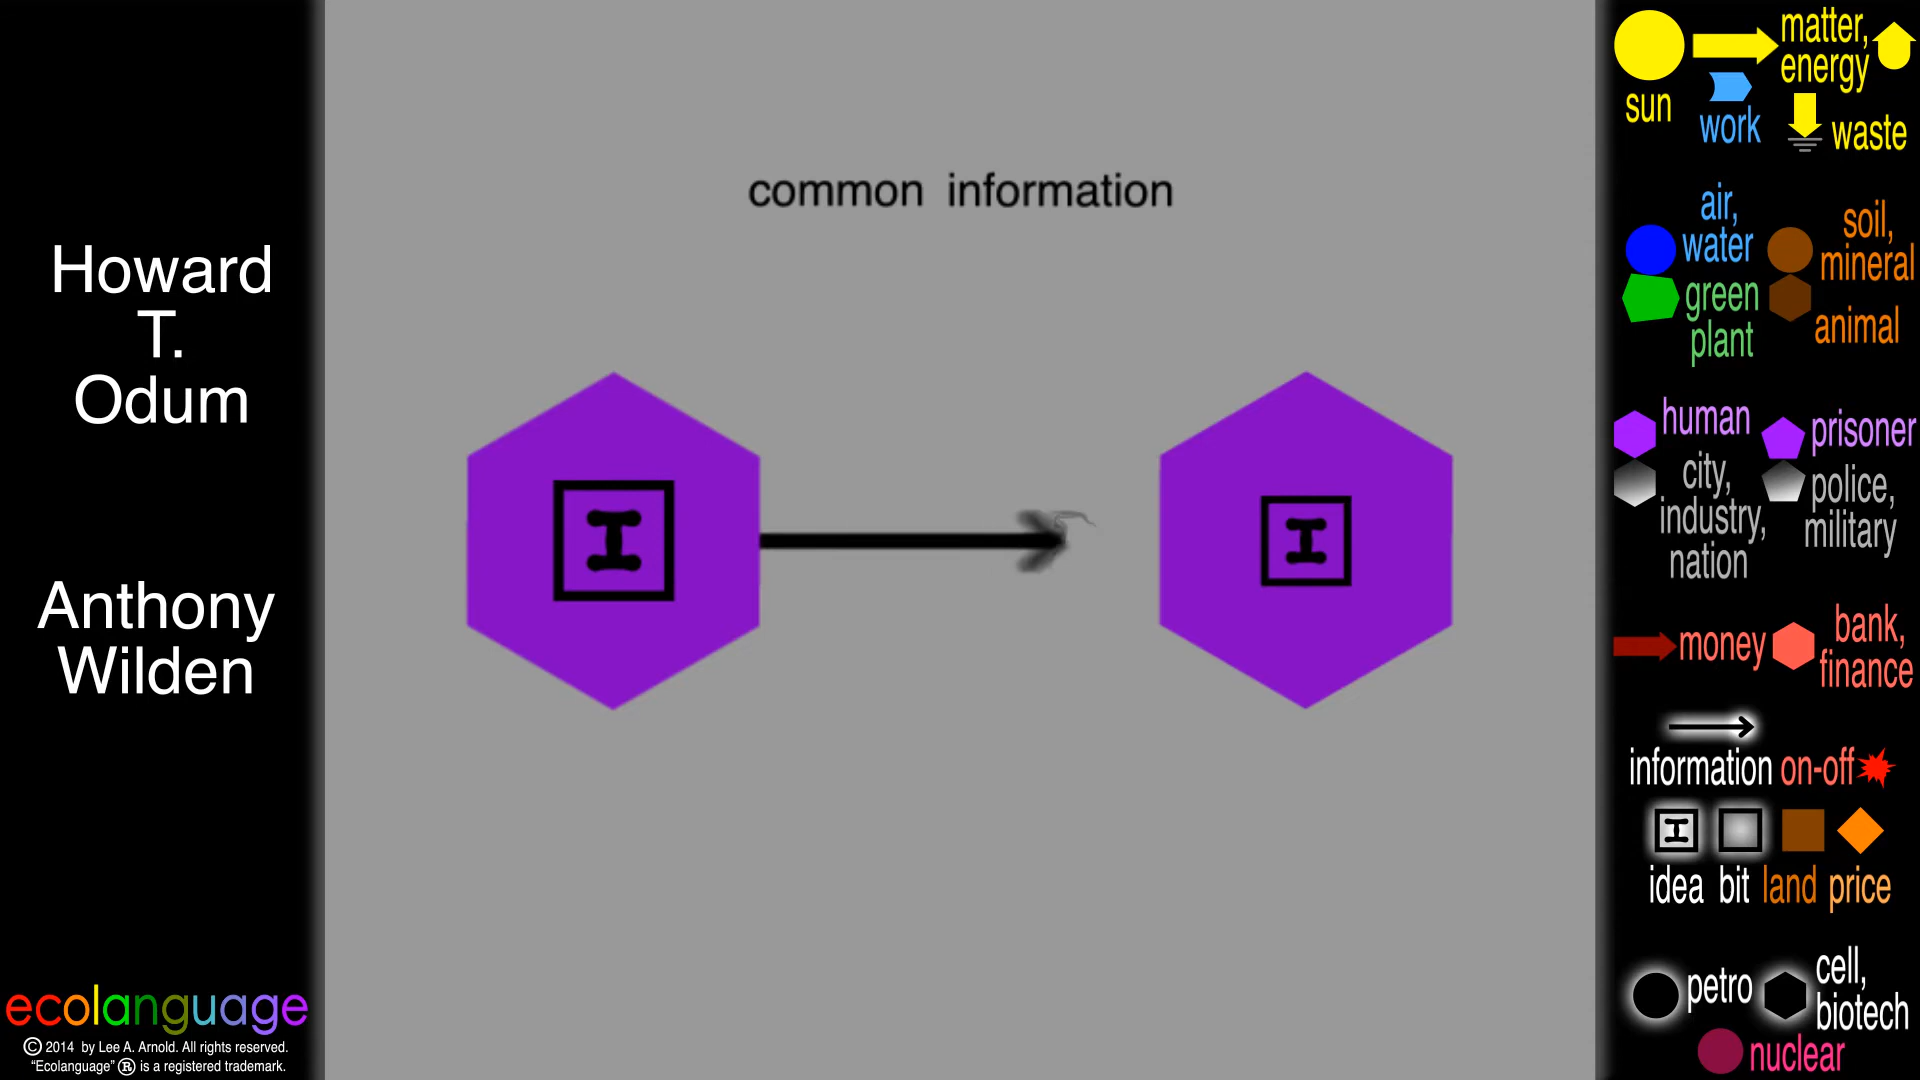 Howard
T.
Odum
Anthony
Wilden
ecolanguage
© 2014 by Lee A. Arnold. All rights reserved.
“Ecolanguage” ® is a registered trademark.
common information
I
I
sun
matter,
energy
work
waste
air,
water
soil,
mineral
green
plant
animal
human
prisoner
city,
industry,
nation
police,
military
money
bank,
finance
information on-off
I
idea bit land price
petro
cell,
biotech
nuclear